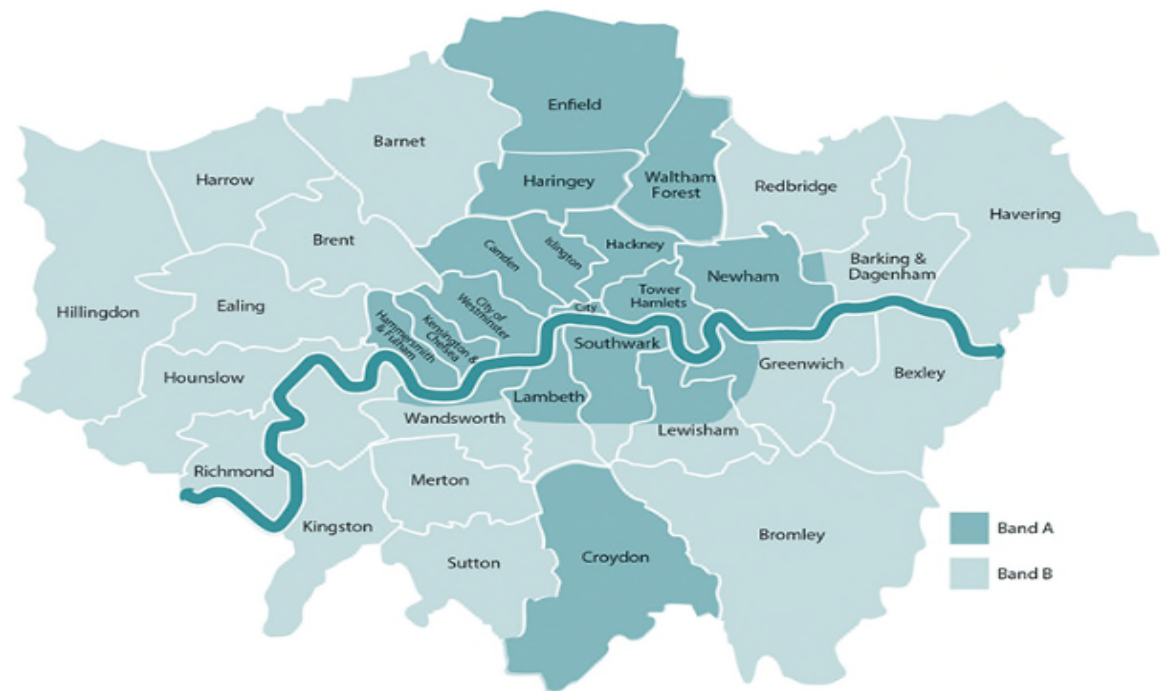 Enfield
Barnet
Haringey
Waltham
Forest
Harrow
Redbridge
Havering
Brent
Camden
Islington
Hackney
Barking &
Dagenham
Newham
Tower
Hamlets
Hillingdon
Ealing
City of
Westminster
City
Kensington &
Chelsea
Hammersmith
& Fulham
Southwark
Hounslow
Greenwich
Bexley
Lambeth
Wandsworth
Lewisham
Richmond
Merton
Kingston
Sutton
Croydon
Bromley
Band A
Band B